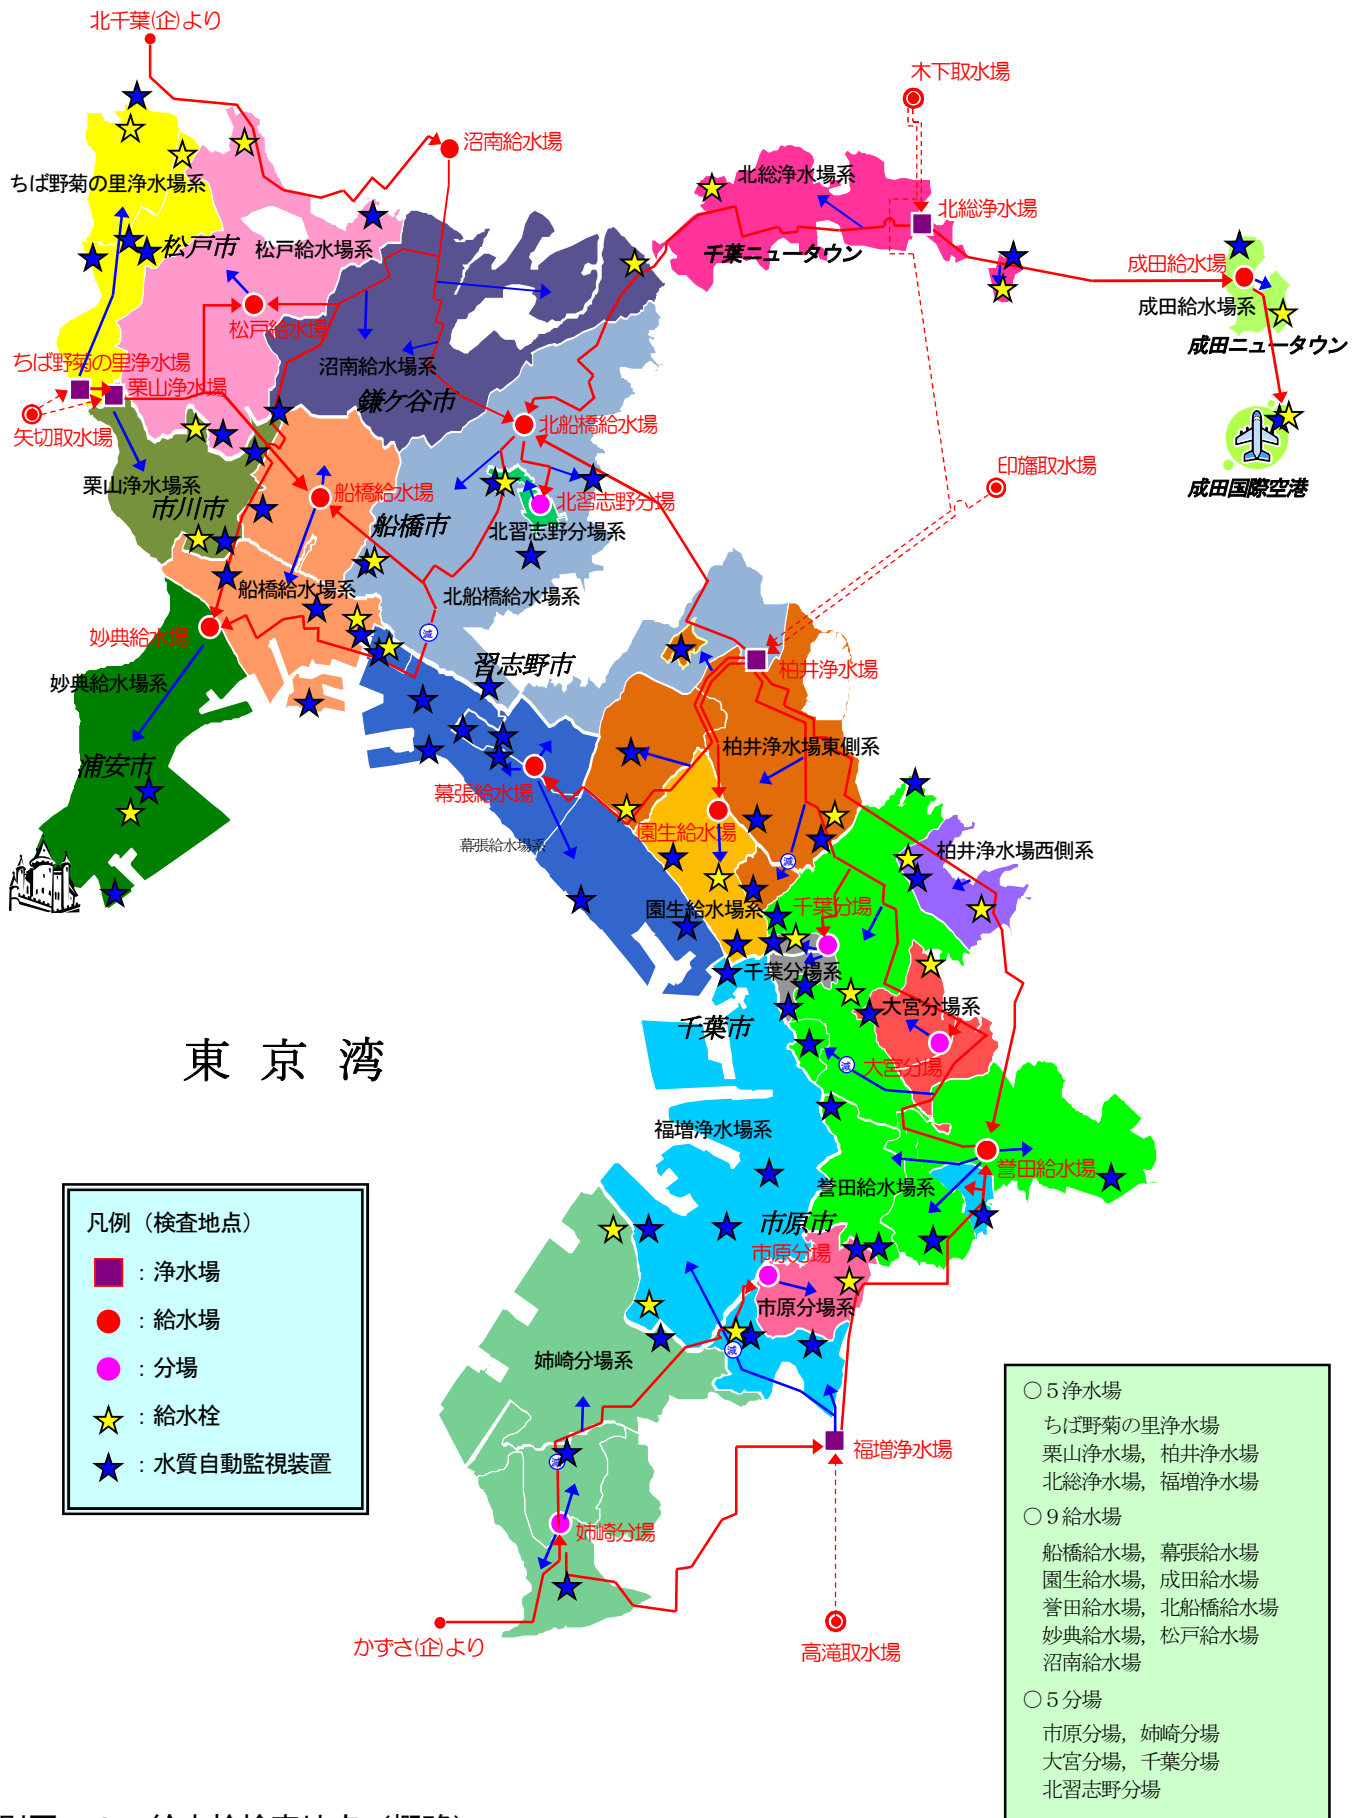 北千葉(企)より
木下取水場
沼南給水場
ちば野菊の里浄水場系
北総浄水場系
北総浄水場
松戸市
松戸給水場系
千葉ニュータウン
成田給水場
成田給水場系
松戸給水場
成田ニュータウン
ちば野菊の里浄水場
沼南給水場系
栗山浄水場
鎌ケ谷市
矢切取水場
北船橋給水場
印旛取水場
栗山浄水場系
成田国際空港
船橋給水場
北習志野分場
市川市
船橋市
北習志野分場系
船橋給水場系
北船橋給水場系
減
妙典給水場
習志野市
柏井浄水場
妙典給水場系
柏井浄水場東側系
浦安市
幕張給水場
園生給水場
幕張給水場系
減
柏井浄水場西側系
園生給水場系
千葉分場
千葉分場系
大宮分場系
千葉市
東京湾
大宮分場
減
福増浄水場系
誉田給水場
誉田給水場系
市原市
市原分場
市原分場系
減
姉崎分場系
福増浄水場
減
姉崎分場
かずさ(企)より
高滝取水場
凡例（検査地点）
：浄水場
：給水場
：分場
：給水栓
：水質自動監視装置
○５浄水場
ちば野菊の里浄水場
栗山浄水場，柏井浄水場
北総浄水場，福増浄水場
○９給水場
船橋給水場，幕張給水場
園生給水場，成田給水場
誉田給水場，北船橋給水場
妙典給水場，松戸給水場
沼南給水場
○５分場
市原分場，姉崎分場
大宮分場，千葉分場
北習志野分場